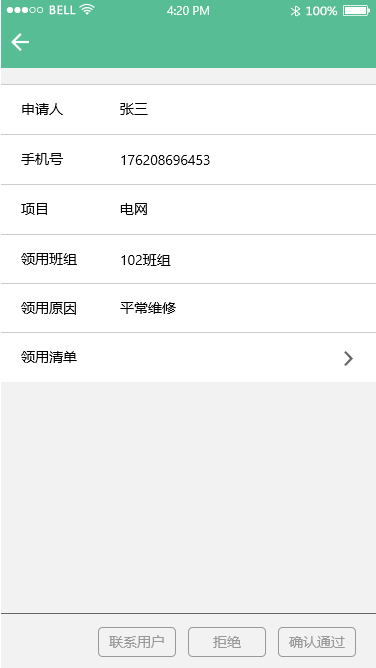 BELL 4:20 PM 100%
申请人 张三
手机号 176208696453
项目 电网
领用班组 102班组
领用原因 平常维修
领用清单
联系用户 拒绝 确认通过